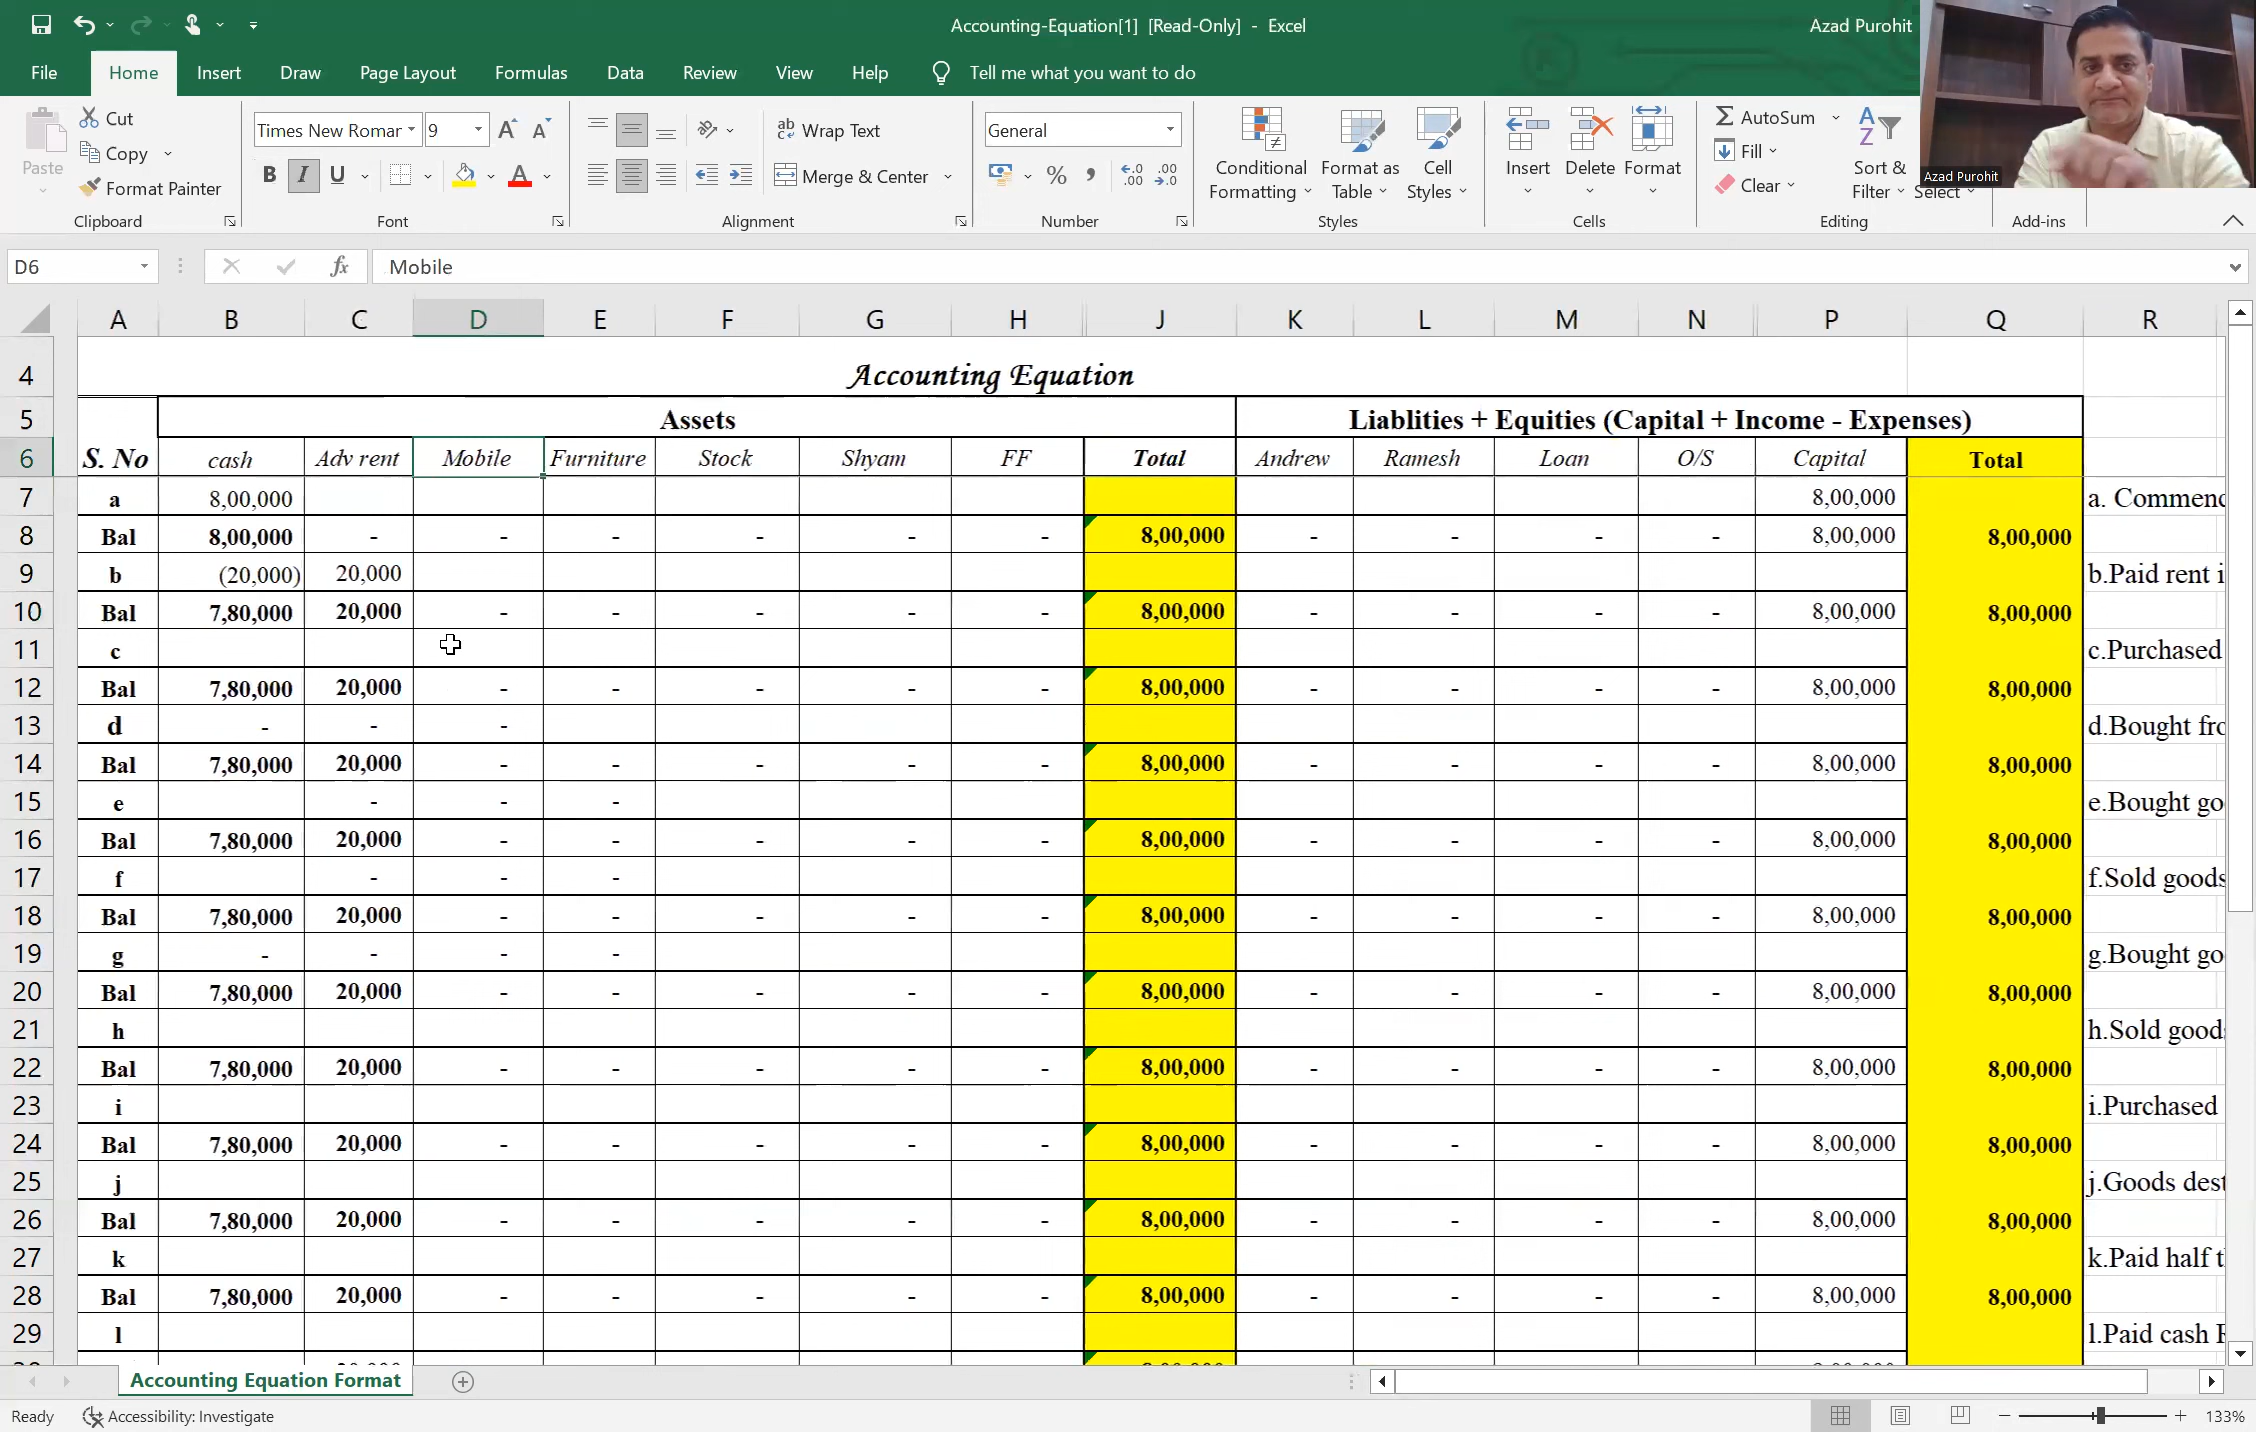 Accounting-Equation[1] [Read-Only] - Excel
Azad Purohit
File Home Insert Draw Page Layout Formulas Data Review View Help Tell me what you want to do
Paste
Cut
Copy
Format Painter
Clipboard
Times New Roman 9
B I U
Font
Wrap Text
Merge & Center
Alignment
General
Number
Conditional Formatting
Format as Table
Cell Styles
Styles
Insert Delete Format
Cells
AutoSum
Fill
Clear
Sort & Filter
Select
Editing
Add-ins
Azad Purohit
D6 fx Mobile
A B C D E F G H J K L M N P Q R
4 Accounting Equation
5 Assets Liablities + Equities (Capital + Income - Expenses)
6 S. No cash Adv rent Mobile Furniture Stock Shyam FF Total Andrew Ramesh Loan O/S Capital Total
7 a 8,00,000 8,00,000 a. Commenc
8 Bal 8,00,000 - - - - - - 8,00,000 - - - - 8,00,000 8,00,000
9 b (20,000) 20,000 b.Paid rent i
10 Bal 7,80,000 20,000 - - - - - 8,00,000 - - - - 8,00,000 8,00,000
11 c c.Purchased
12 Bal 7,80,000 20,000 - - - - - 8,00,000 - - - - 8,00,000 8,00,000
13 d - - - d.Bought fro
14 Bal 7,80,000 20,000 - - - - - 8,00,000 - - - - 8,00,000 8,00,000
15 e - - - e.Bought go
16 Bal 7,80,000 20,000 - - - - - 8,00,000 - - - - 8,00,000 8,00,000
17 f - - - f.Sold goods
18 Bal 7,80,000 20,000 - - - - - 8,00,000 - - - - 8,00,000 8,00,000
19 g - - - - g.Bought go
20 Bal 7,80,000 20,000 - - - - - 8,00,000 - - - - 8,00,000 8,00,000
21 h h.Sold good
22 Bal 7,80,000 20,000 - - - - - 8,00,000 - - - - 8,00,000 8,00,000
23 i i.Purchased
24 Bal 7,80,000 20,000 - - - - - 8,00,000 - - - - 8,00,000 8,00,000
25 j j.Goods dest
26 Bal 7,80,000 20,000 - - - - - 8,00,000 - - - - 8,00,000 8,00,000
27 k k.Paid half t
28 Bal 7,80,000 20,000 - - - - - 8,00,000 - - - - 8,00,000 8,00,000
29 l l.Paid cash
Accounting Equation Format
Ready Accessibility: Investigate 133%